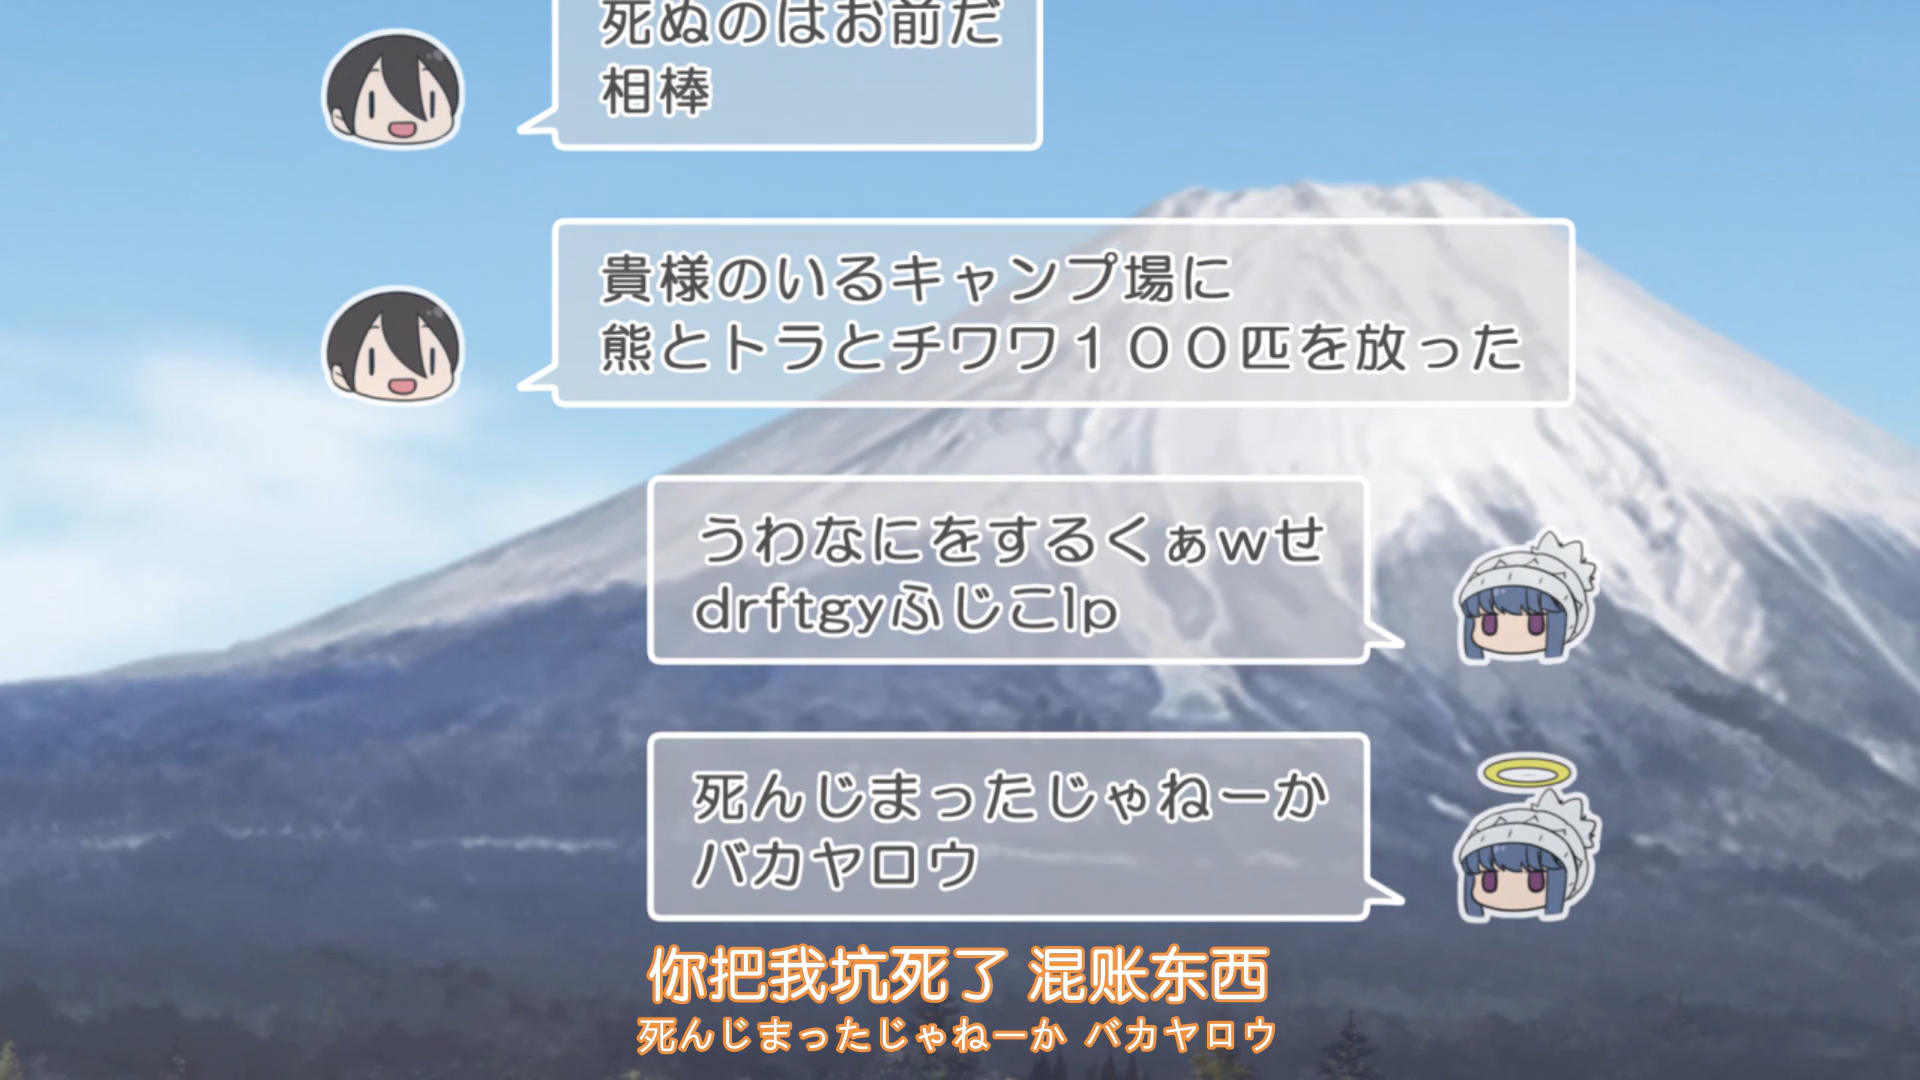 死ぬのはお前だ
相棒
貴様のいるキャンプ場に
熊とトラとチワワ１００匹を放った
うわなにをするくぁｗせ
drftgyふじこlp
死んじまったじゃねーか
バカヤロウ
你把我坑死了 混账东西
死んじまったじゃねーか バカヤロウ